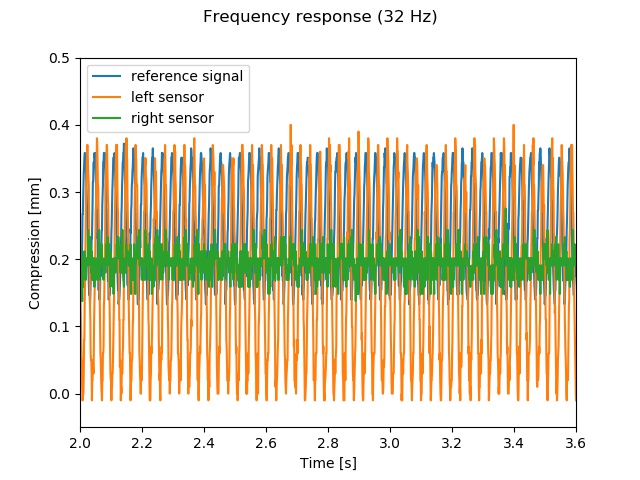 Frequency response (32 Hz)
0.5
reference signal
left sensor
right sensor
0.4
0.3
0.2
0.1
0.0
Compression [mm]
2.0 2.2 2.4 2.6 2.8 3.0 3.2 3.4 3.6
Time [s]